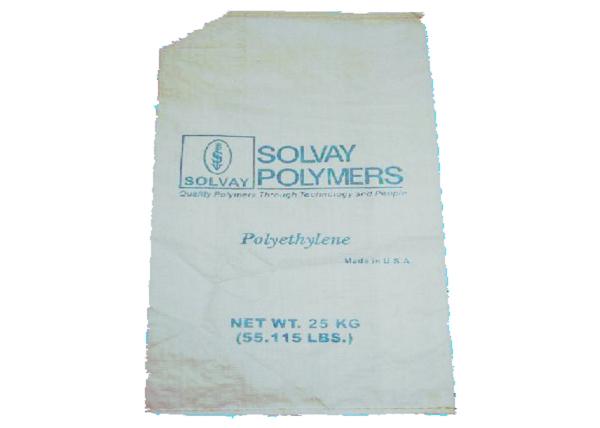 SOLVAY
SOLVAY
POLYMERS
Quality Polymers Through Technology and People
Polyethylene
Made in U.S.A.
NET WT. 25 KG
(55.115 LBS.)